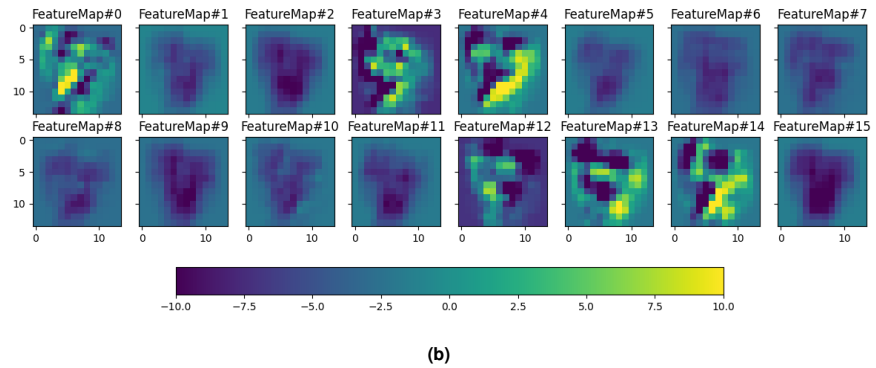 FeatureMap#0 FeatureMap#1 FeatureMap#2 FeatureMap#3 FeatureMap#4 FeatureMap#5 FeatureMap#6 FeatureMap#7
0
5
10
FeatureMap#8 FeatureMap#9 FeatureMap#10 FeatureMap#11 FeatureMap#12 FeatureMap#13 FeatureMap#14 FeatureMap#15
0
5
10
0 10 0 10 0 10 0 10 0 10 0 10 0 10 0 10
−10.0 −7.5 −5.0 −2.5 0.0 2.5 5.0 7.5 10.0
(b)